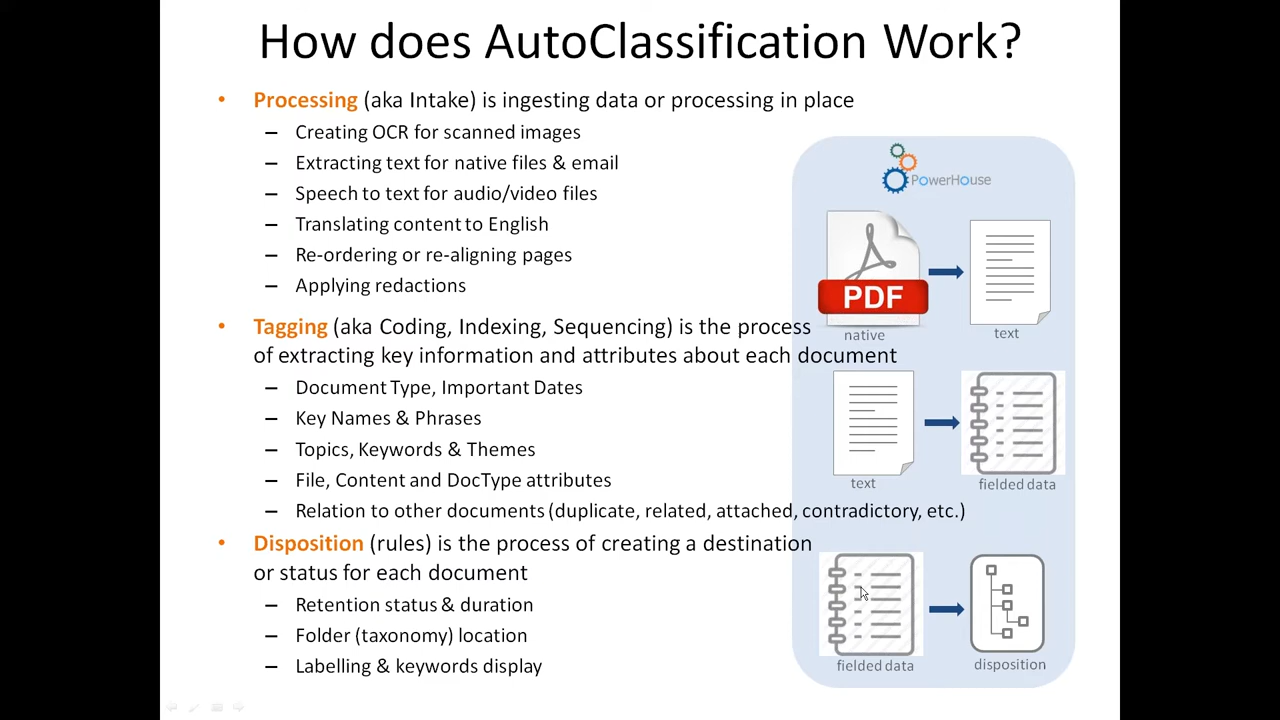 How does AutoClassification Work?
• Processing (aka Intake) is ingesting data or processing in place
– Creating OCR for scanned images
– Extracting text for native files & email
– Speech to text for audio/video files
– Translating content to English
– Re-ordering or re-aligning pages
– Applying redactions
• Tagging (aka Coding, Indexing, Sequencing) is the process
of extracting key information and attributes about each document
– Document Type, Important Dates
– Key Names & Phrases
– Topics, Keywords & Themes
– File, Content and DocType attributes
– Relation to other documents (duplicate, related, attached, contradictory, etc.)
• Disposition (rules) is the process of creating a destination
or status for each document
– Retention status & duration
– Folder (taxonomy) location
– Labelling & keywords display
PowerHouse
PDF
native
text
text
fielded data
fielded data
disposition